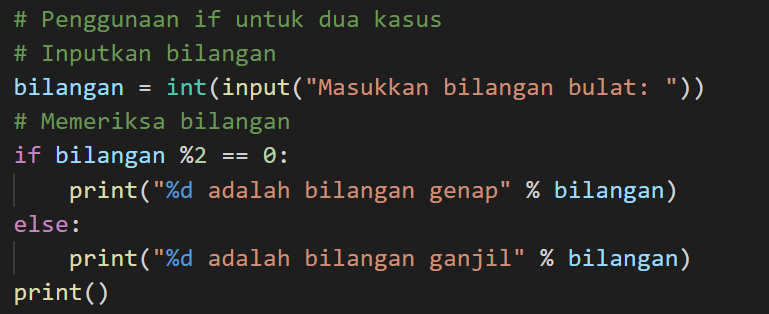 # Penggunaan if untuk dua kasus
# Inputkan bilangan
bilangan = int(input("Masukkan bilangan bulat: "))
# Memeriksa bilangan
if bilangan %2 == 0:
    print("%d adalah bilangan genap" % bilangan)
else:
    print("%d adalah bilangan ganjil" % bilangan)
print()